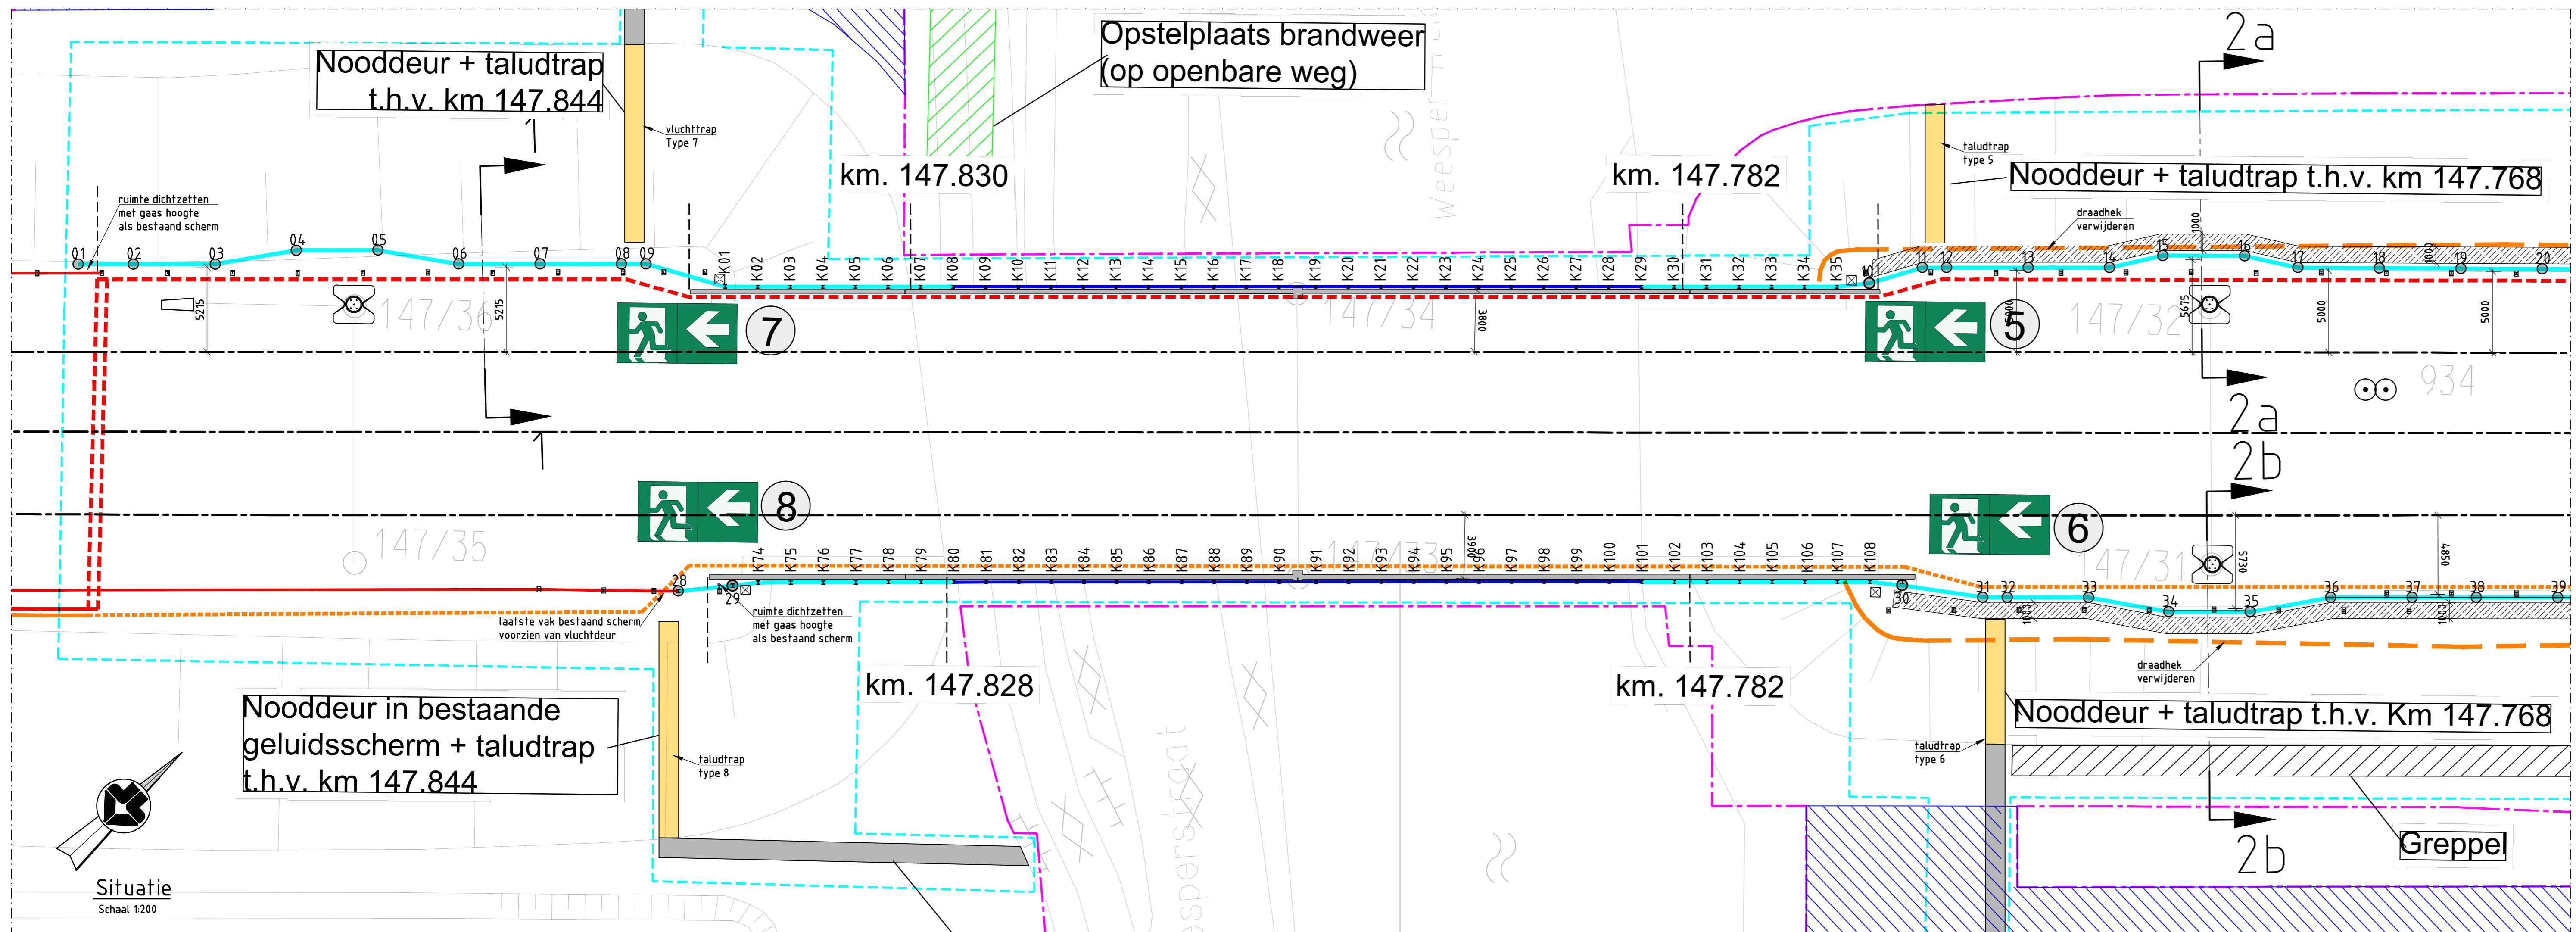 2a
Opstelplaats brandweer
(op openbare weg)
Nooddeur + taludtrap
t.h.v. km 147.844
vluchttrap
Type 7
Weesper
taludtrap
type 5
km. 147.830
km. 147.782
Nooddeur + taludtrap t.h.v. km 147.768
ruimte dichtzetten
met gaas hoogte
als bestaand scherm
draadhek
verwijderen
1000
1000
01 02 03 04 05 06 07 08 09
K01 K02 K03 K04 K05 K06 K07 K08 K09 K10 K11 K12 K13 K14 K15 K16 K17 K18 K19 K20 K21 K22 K23 K24 K25 K26 K27 K28 K29 K30 K31 K32 K33 K34 K35
10 11 12 13 14 15 16 17 18 19 20
5215
5215
3800
5000
5675
5000
5000
147/36
147/34
147/32
7
5
934
1
2a
2b
8
6
147/35
147/33
147/31
3900
5730
4850
28 29
K74 K75 K76 K77 K78 K79 K80 K81 K82 K83 K84 K85 K86 K87 K88 K89 K90 K91 K92 K93 K94 K95 K96 K97 K98 K99 K100 K101 K102 K103 K104 K105 K106 K107 K108
30 31 32 33 34 35 36 37 38 39
1000
1000
laatste vak bestaand scherm
voorzien van vluchtdeur
ruimte dichtzetten
met gaas hoogte
als bestaand scherm
draadhek
verwijderen
km. 147.828
km. 147.782
Nooddeur in bestaande
geluidsscherm + taludtrap
t.h.v. km 147.844
Nooddeur + taludtrap t.h.v. Km 147.768
taludtrap
type 8
taludtrap
type 6
esperstraat
Greppel
2b
Situatie
Schaal 1:200